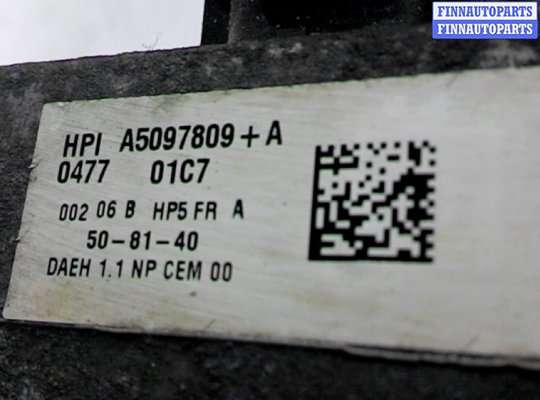 FINNAUTOPARTS
FINNAUTOPARTS
HPI A5097809+A
0477 01C7
002 06 B HP5 FR A
50-81-40
DAEH 1.1 NP CEM 00